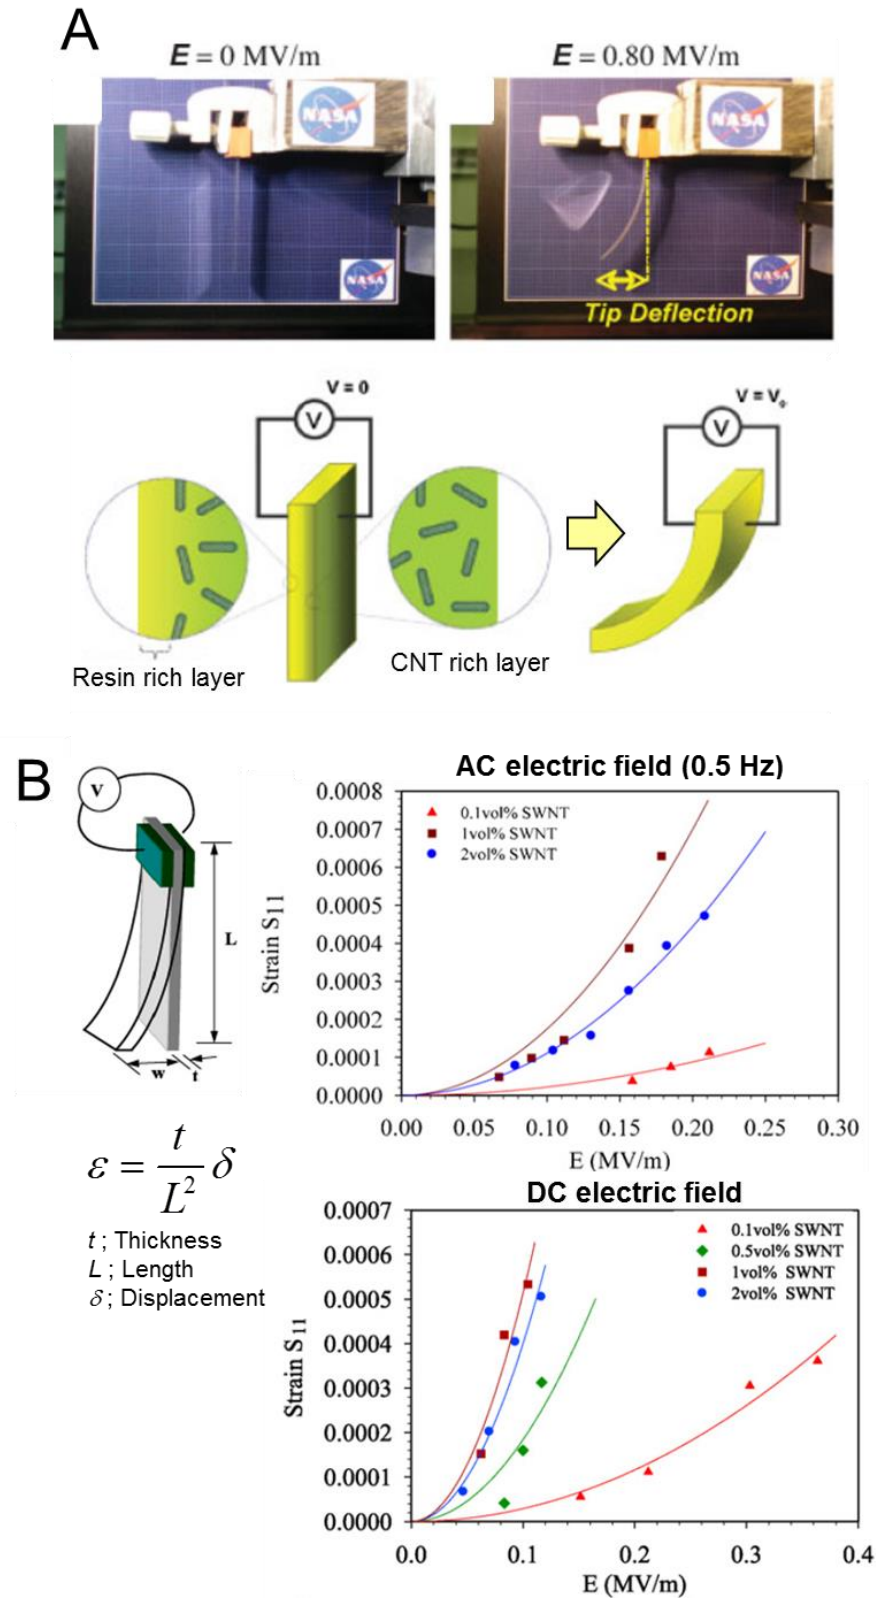 A
E = 0 MV/m
E = 0.80 MV/m
NASA
NASA
NASA
NASA
Tip Deflection
V = 0
V
V = V₀
V
Resin rich layer
CNT rich layer
B
V
L
w
t
ε = t/L² δ
t ; Thickness
L ; Length
δ ; Displacement
AC electric field (0.5 Hz)
0.1vol% SWNT
1vol% SWNT
2vol% SWNT
Strain S₁₁
0.0008
0.0007
0.0006
0.0005
0.0004
0.0003
0.0002
0.0001
0.0000
0.00 0.05 0.10 0.15 0.20 0.25 0.30
E (MV/m)
DC electric field
0.1vol% SWNT
0.5vol% SWNT
1vol% SWNT
2vol% SWNT
Strain S₁₁
0.0007
0.0006
0.0005
0.0004
0.0003
0.0002
0.0001
0.0000
0.0 0.1 0.2 0.3 0.4
E (MV/m)